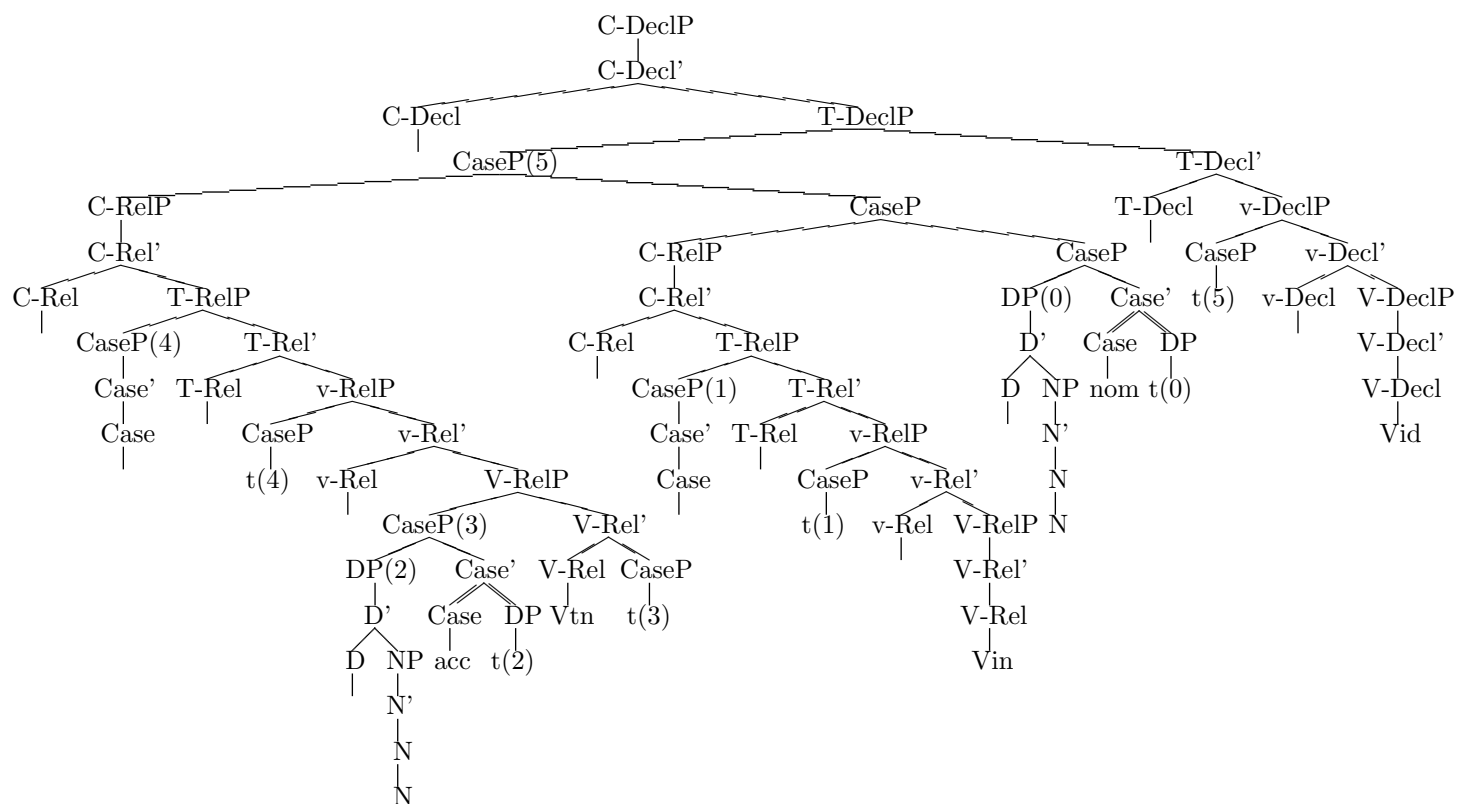 C-DeclP
C-Decl'
C-Decl T-DeclP
CaseP(5) T-Decl'
C-RelP CaseP T-Decl v-DeclP
C-Rel' C-RelP CaseP CaseP v-Decl'
C-Rel T-RelP C-Rel' DP(0) Case' t(5) v-Decl V-DeclP
CaseP(4) T-Rel' C-Rel T-RelP D' Case DP V-Decl'
Case' T-Rel v-RelP CaseP(1) T-Rel' D NP nom t(0) V-Decl
Case CaseP v-Rel' Case' T-Rel v-RelP N' Vid
t(4) v-Rel V-RelP Case CaseP v-Rel' N
CaseP(3) V-Rel' t(1) v-Rel V-RelP N
DP(2) Case' V-Rel CaseP V-Rel'
D' Case DP Vtn t(3) V-Rel
D NP acc t(2) Vin
N'
N
N